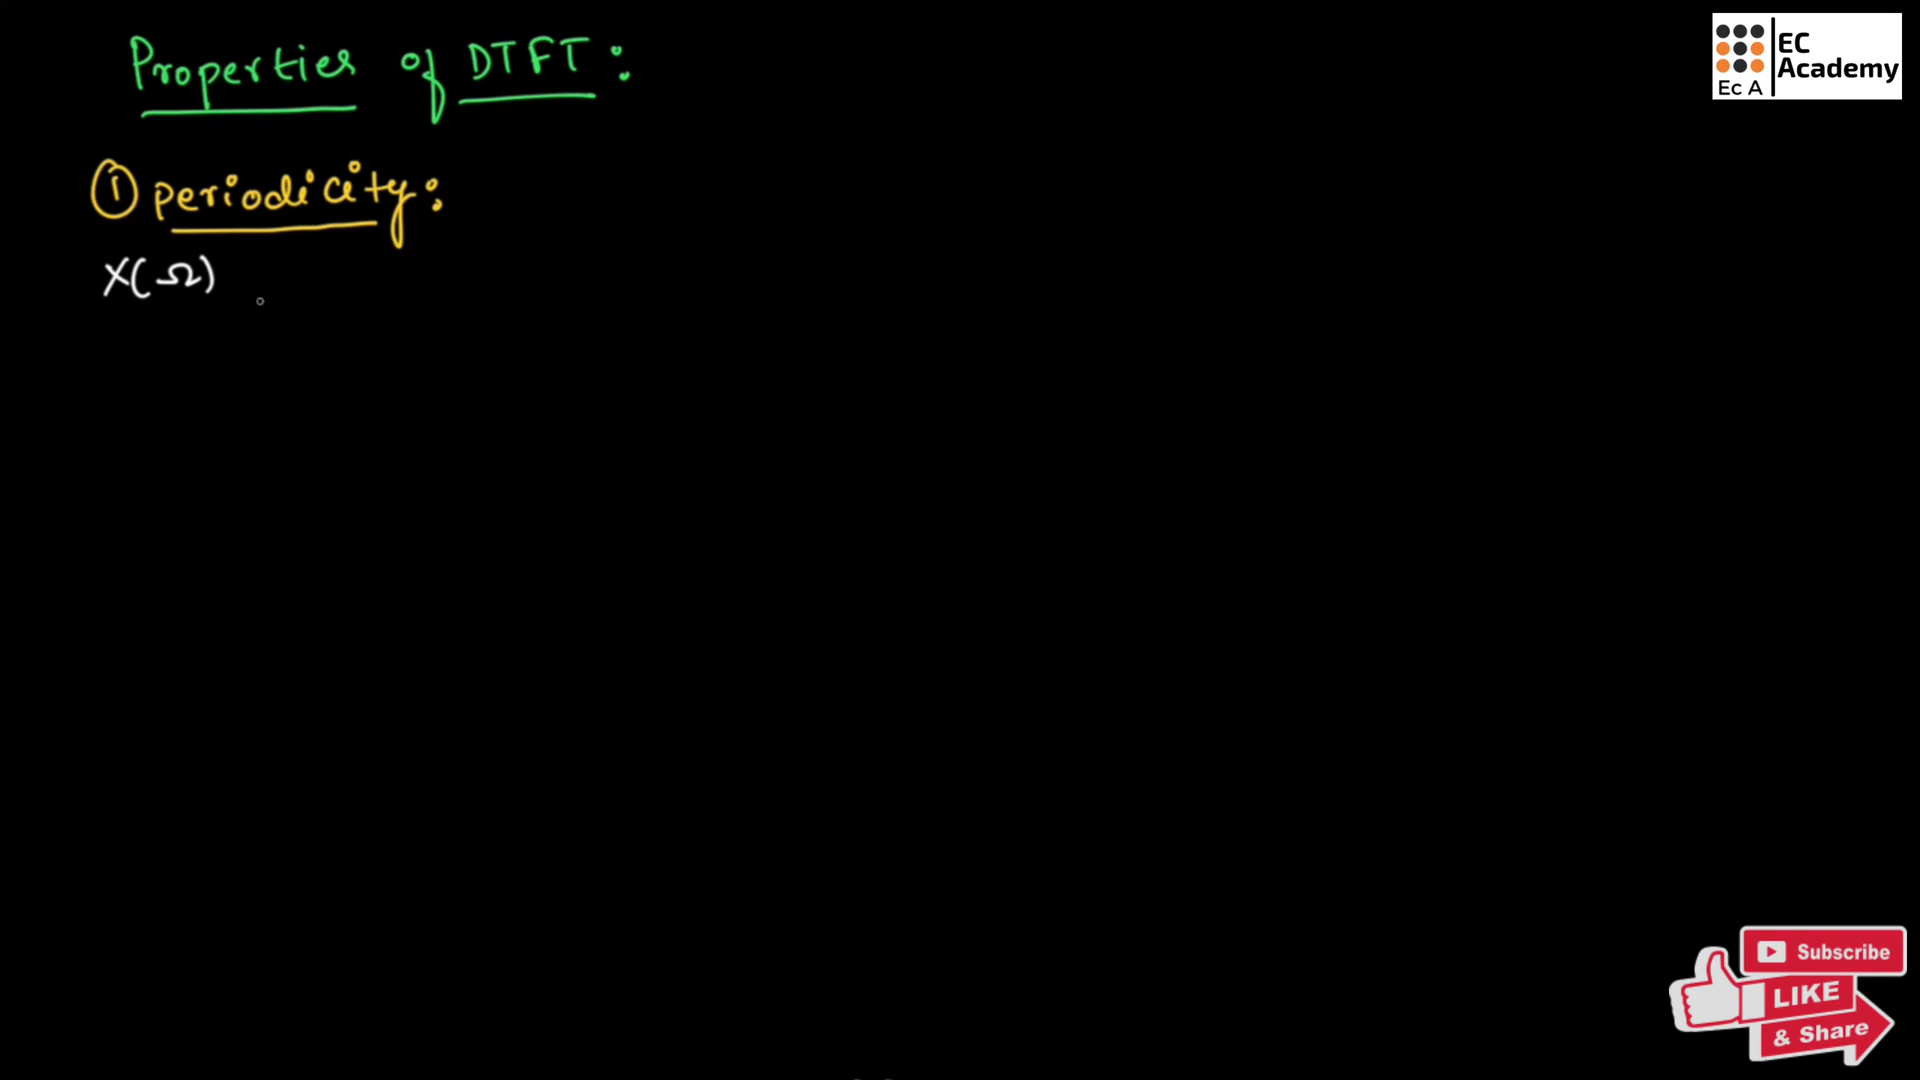 Properties of DTFT :
EC
Academy
Ec A
① periodicity :
X(Ω)
Subscribe
LIKE
& Share